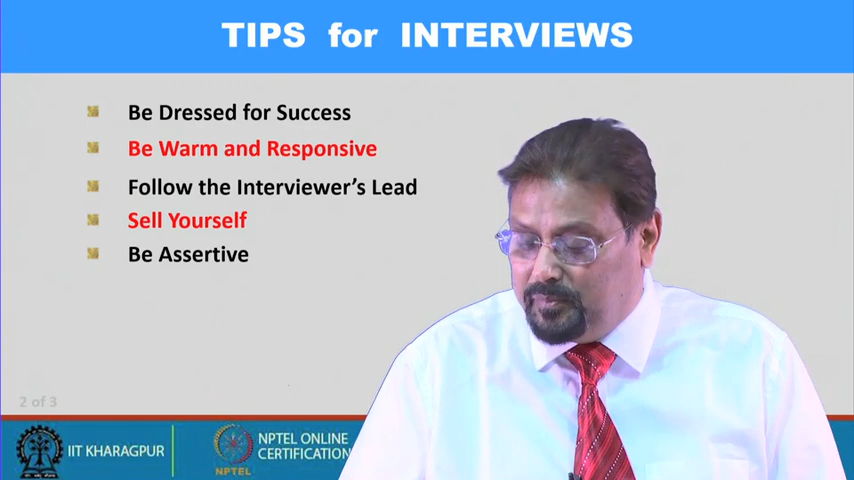 TIPS for INTERVIEWS
Be Dressed for Success
Be Warm and Responsive
Follow the Interviewer's Lead
Sell Yourself
Be Assertive
2 of 3
IIT KHARAGPUR
NPTEL ONLINE
CERTIFICATION
NPTEL